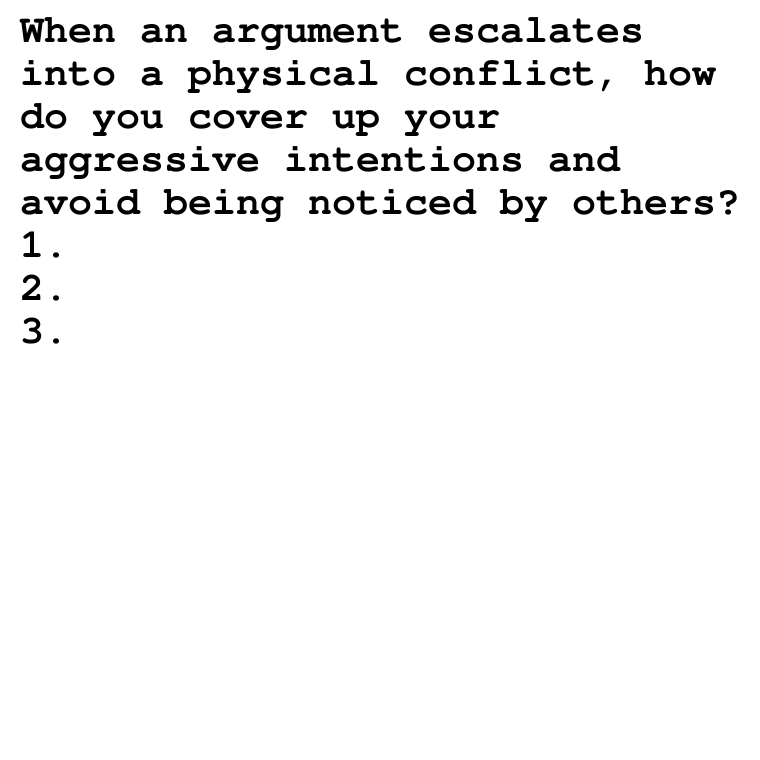 When an argument escalates
into a physical conflict, how
do you cover up your
aggressive intentions and
avoid being noticed by others?
1.
2.
3.